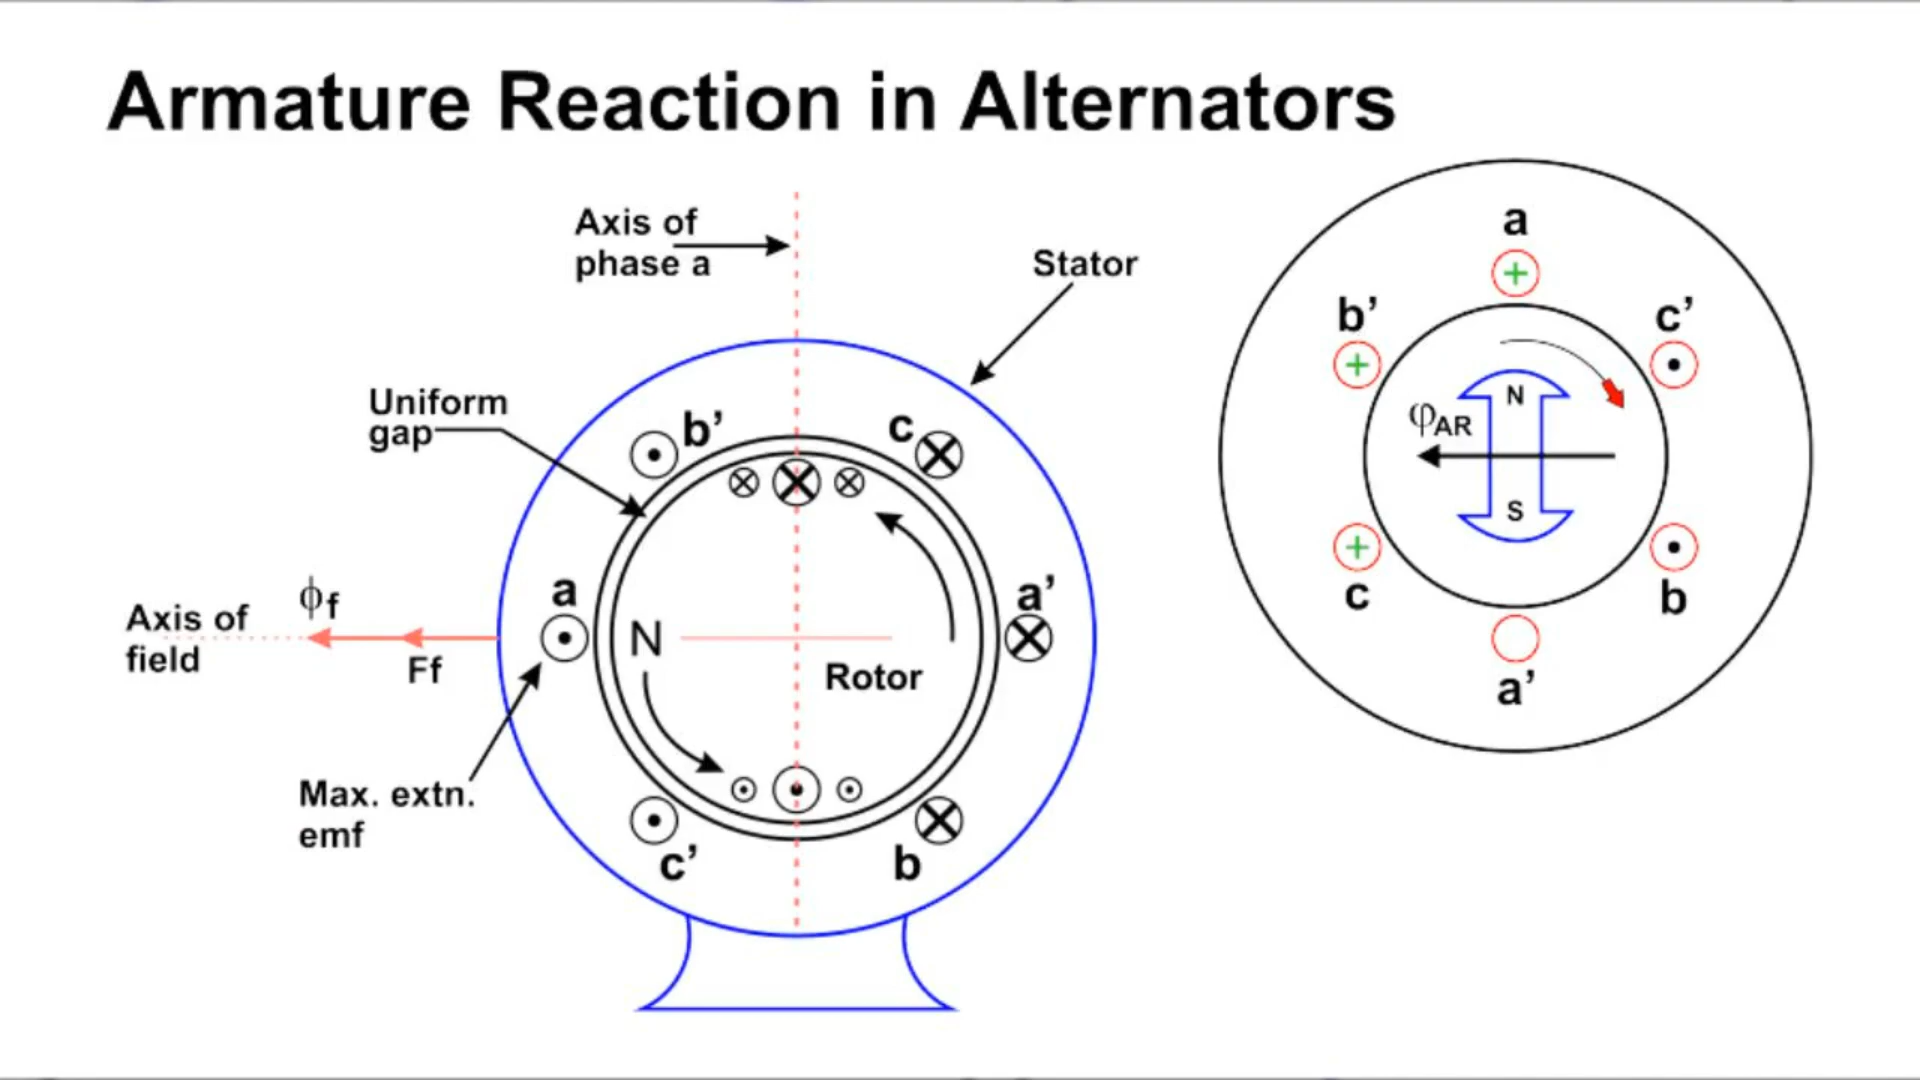 Armature Reaction in Alternators
Axis of
phase a
Stator
Uniform
gap
b’
c
a
a’
N
Rotor
ϕf
Ff
Axis of
field
Max. extn.
emf
c’
b
a
b’
c’
N
φAR
S
c
b
a’